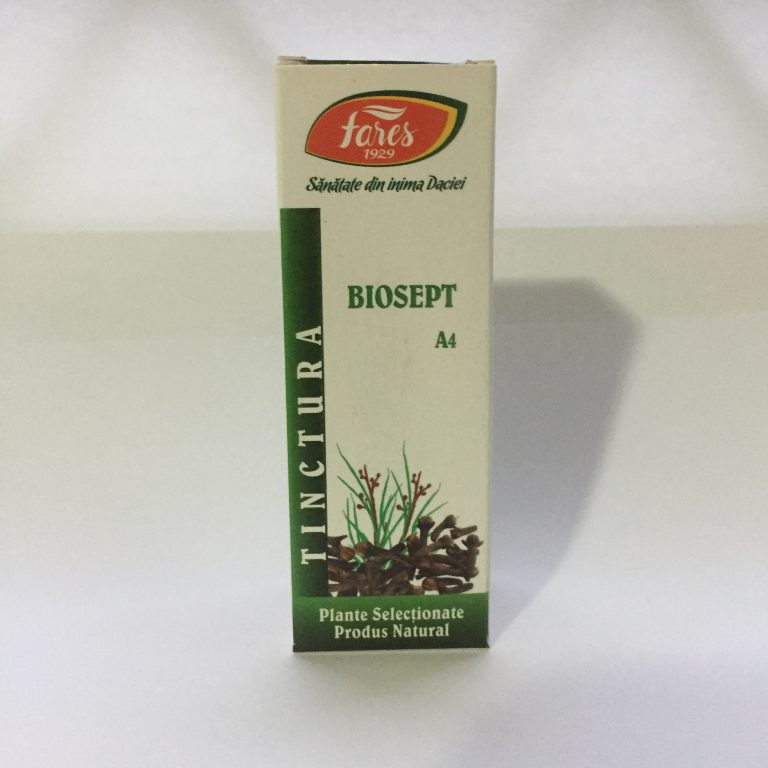 fares
1929
Sănătate din inima Daciei
BIOSEPT
A4
TINCTURA
Plante Selecționate
Produs Natural